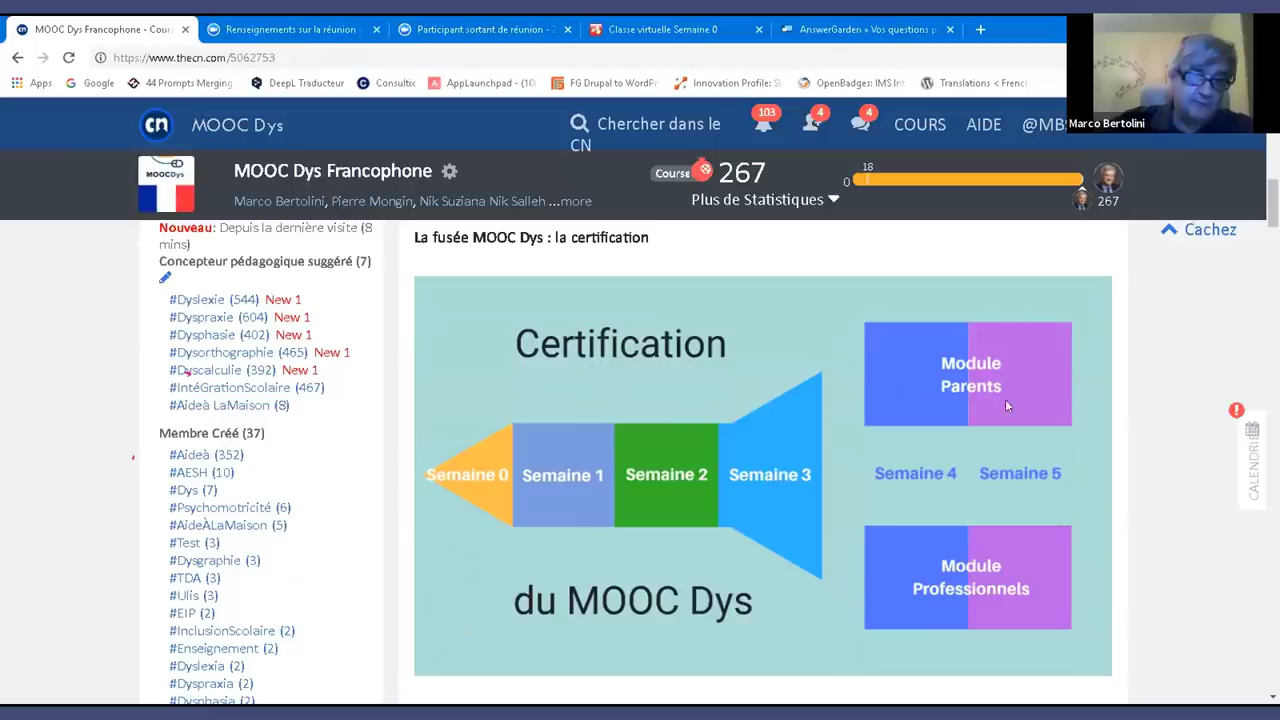 MOOC Dys Francophone - Cour
Renseignements sur la réunion -
Participant sortant de réunion - Z
Classe virtuelle Semaine 0
AnswerGarden » Vos questions p
https://www.thecn.com/5062753
Apps
Google
44 Prompts Merging
DeepL Traducteur
Consultix
AppLaunchpad - (10
FG Drupal to WordPr
Innovation Profile: S
OpenBadges: IMS Int
Translations < Frenc
Marco Bertolini
cn
MOOC Dys
Chercher dans le
CN
103
4
4
COURS
AIDE
@MBS
MOOCDys
MOOC Dys Francophone
Marco Bertolini, Pierre Mongin, Nik Suziana Nik Salleh ...more
Course
267
Plus de Statistiques
0
18
267
Nouveau: Depuis la dernière visite (8
mins)
Concepteur pédagogique suggéré (7)
#Dyslexie (544) New 1
#Dyspraxie (604) New 1
#Dysphasie (402) New 1
#Dysorthographie (465) New 1
#Dyscalculie (392) New 1
#IntéGrationScolaire (467)
#Aideà LaMaison (8)
Membre Créé (37)
#Aideà (352)
#AESH (10)
#Dys (7)
#Psychomotricité (6)
#AideÀLaMaison (5)
#Test (3)
#Dysgraphie (3)
#TDA (3)
#Ulis (3)
#EIP (2)
#InclusionScolaire (2)
#Enseignement (2)
#Dyslexia (2)
#Dyspraxia (2)
#Dysphasia (2)
La fusée MOOC Dys : la certification
Certification
Semaine 0
Semaine 1
Semaine 2
Semaine 3
du MOOC Dys
Module
Parents
Semaine 4
Semaine 5
Module
Professionnels
Cachez
CALENDRIER